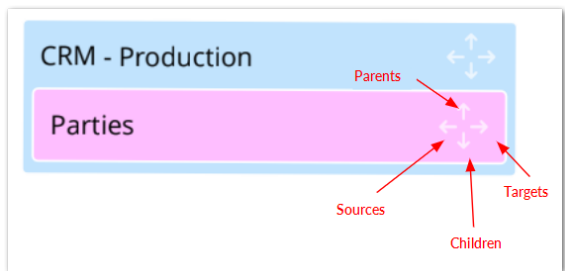 CRM - Production
Parents
Parties
Targets
Sources
Children